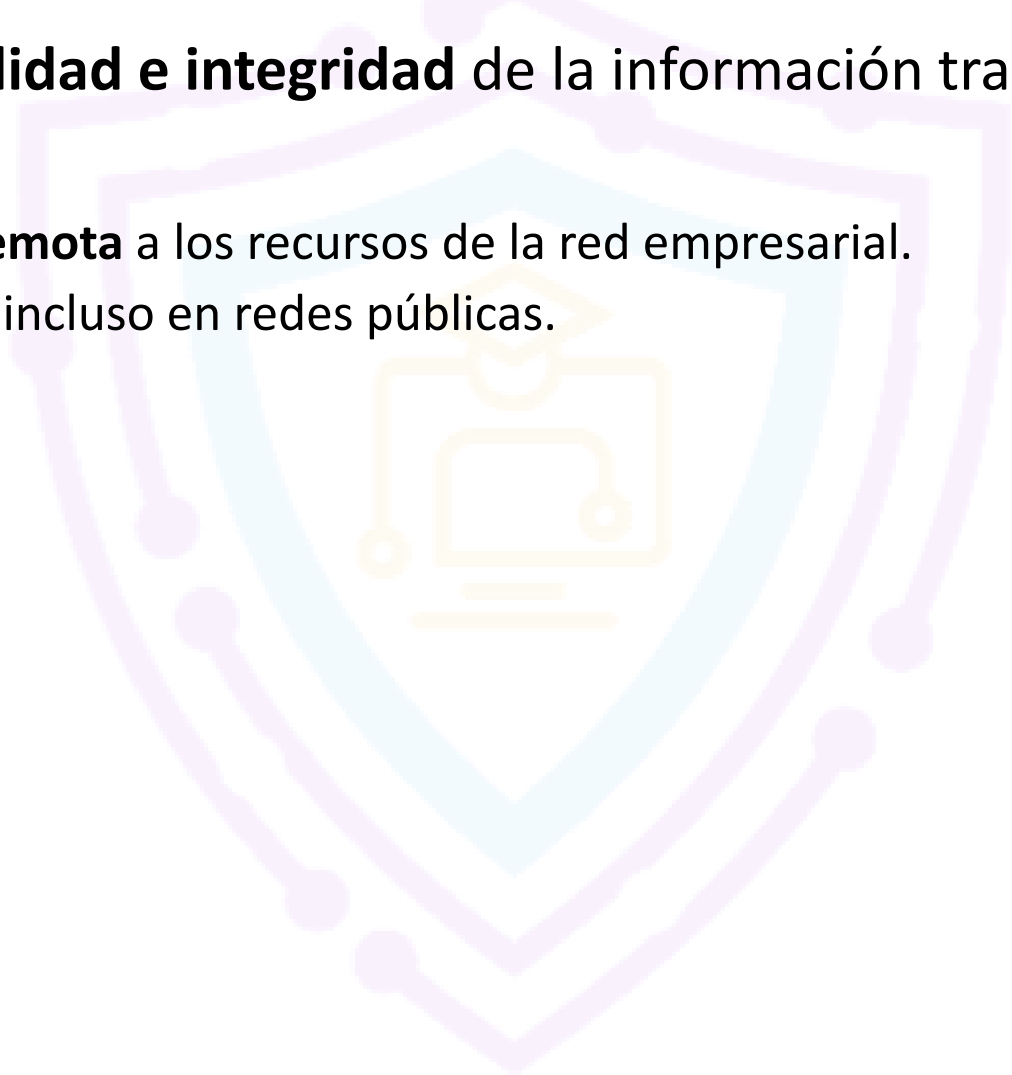 lidad e integridad de la información tra
emota a los recursos de la red empresarial.
incluso en redes públicas.